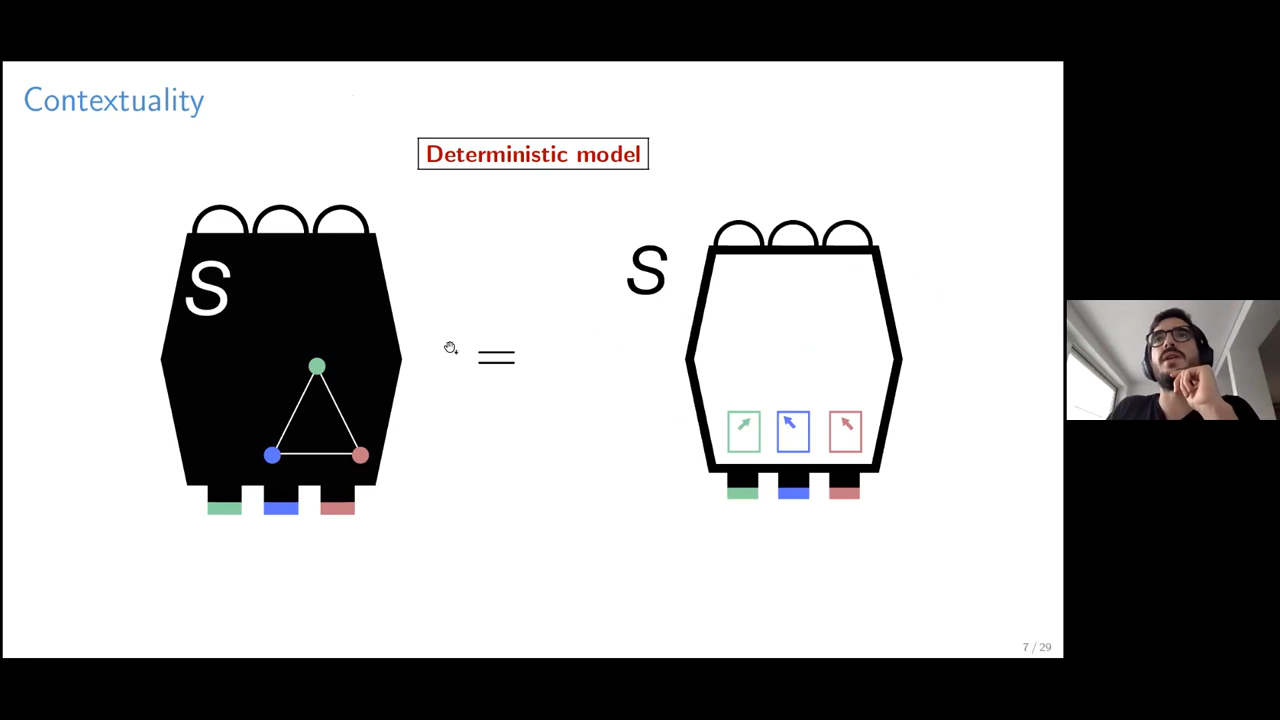 Contextuality
Deterministic model
S
S
=
7 / 29